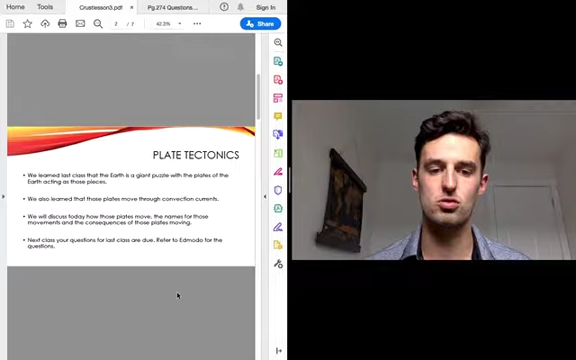 Home Tools Crustlesson3.pdf × Pg.274 Questions...
Sign In
2 / 7 42.3% Share
PLATE TECTONICS
• We learned last class that the Earth is a giant puzzle with the plates of the
Earth acting as those pieces.
• We also learned that those plates move through convection currents.
• We will discuss today how those plates move, the names for those
movements and the consequences of those plates moving.
• Next class your questions for last class are due. Refer to Edmodo for the
questions.